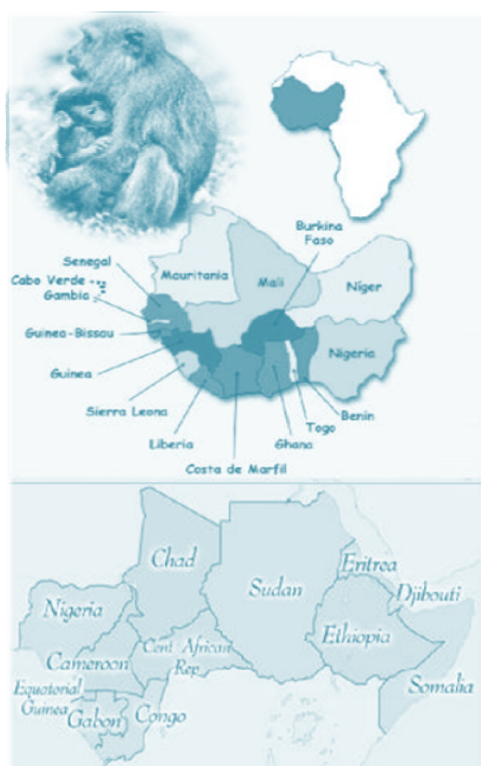 Burkina
Faso
Senegal
Mauritania
Mali
Níger
Cabo Verde
Gambia
Guinea-Bissau
Nigeria
Guinea
Sierra Leona
Benin
Togo
Liberia
Ghana
Costa de Marfil
Chad
Sudan
Eritrea
Djibouti
Nigeria
Ethiopia
Cameroon
Cent African
Rep
Somalia
Equatorial
Guinea
Gabon
Congo